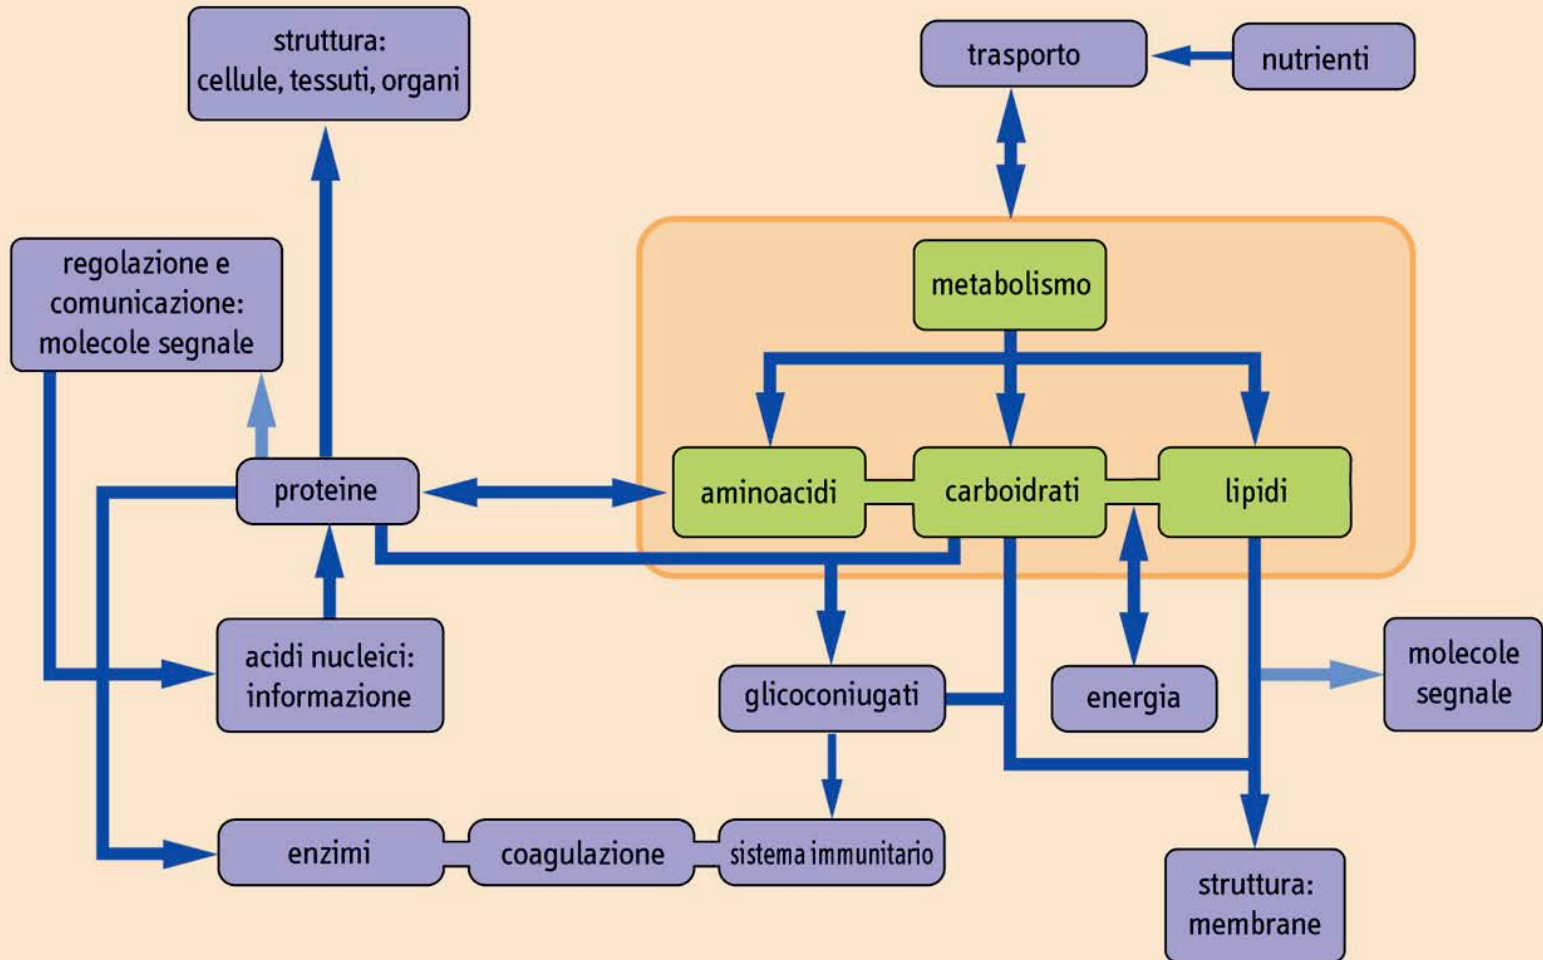 struttura:
cellule, tessuti, organi
trasporto
nutrienti
regolazione e
comunicazione:
molecole segnale
metabolismo
proteine
aminoacidi
carboidrati
lipidi
acidi nucleici:
informazione
glicoconiugati
energia
molecole
segnale
enzimi
coagulazione
sistema immunitario
struttura:
membrane